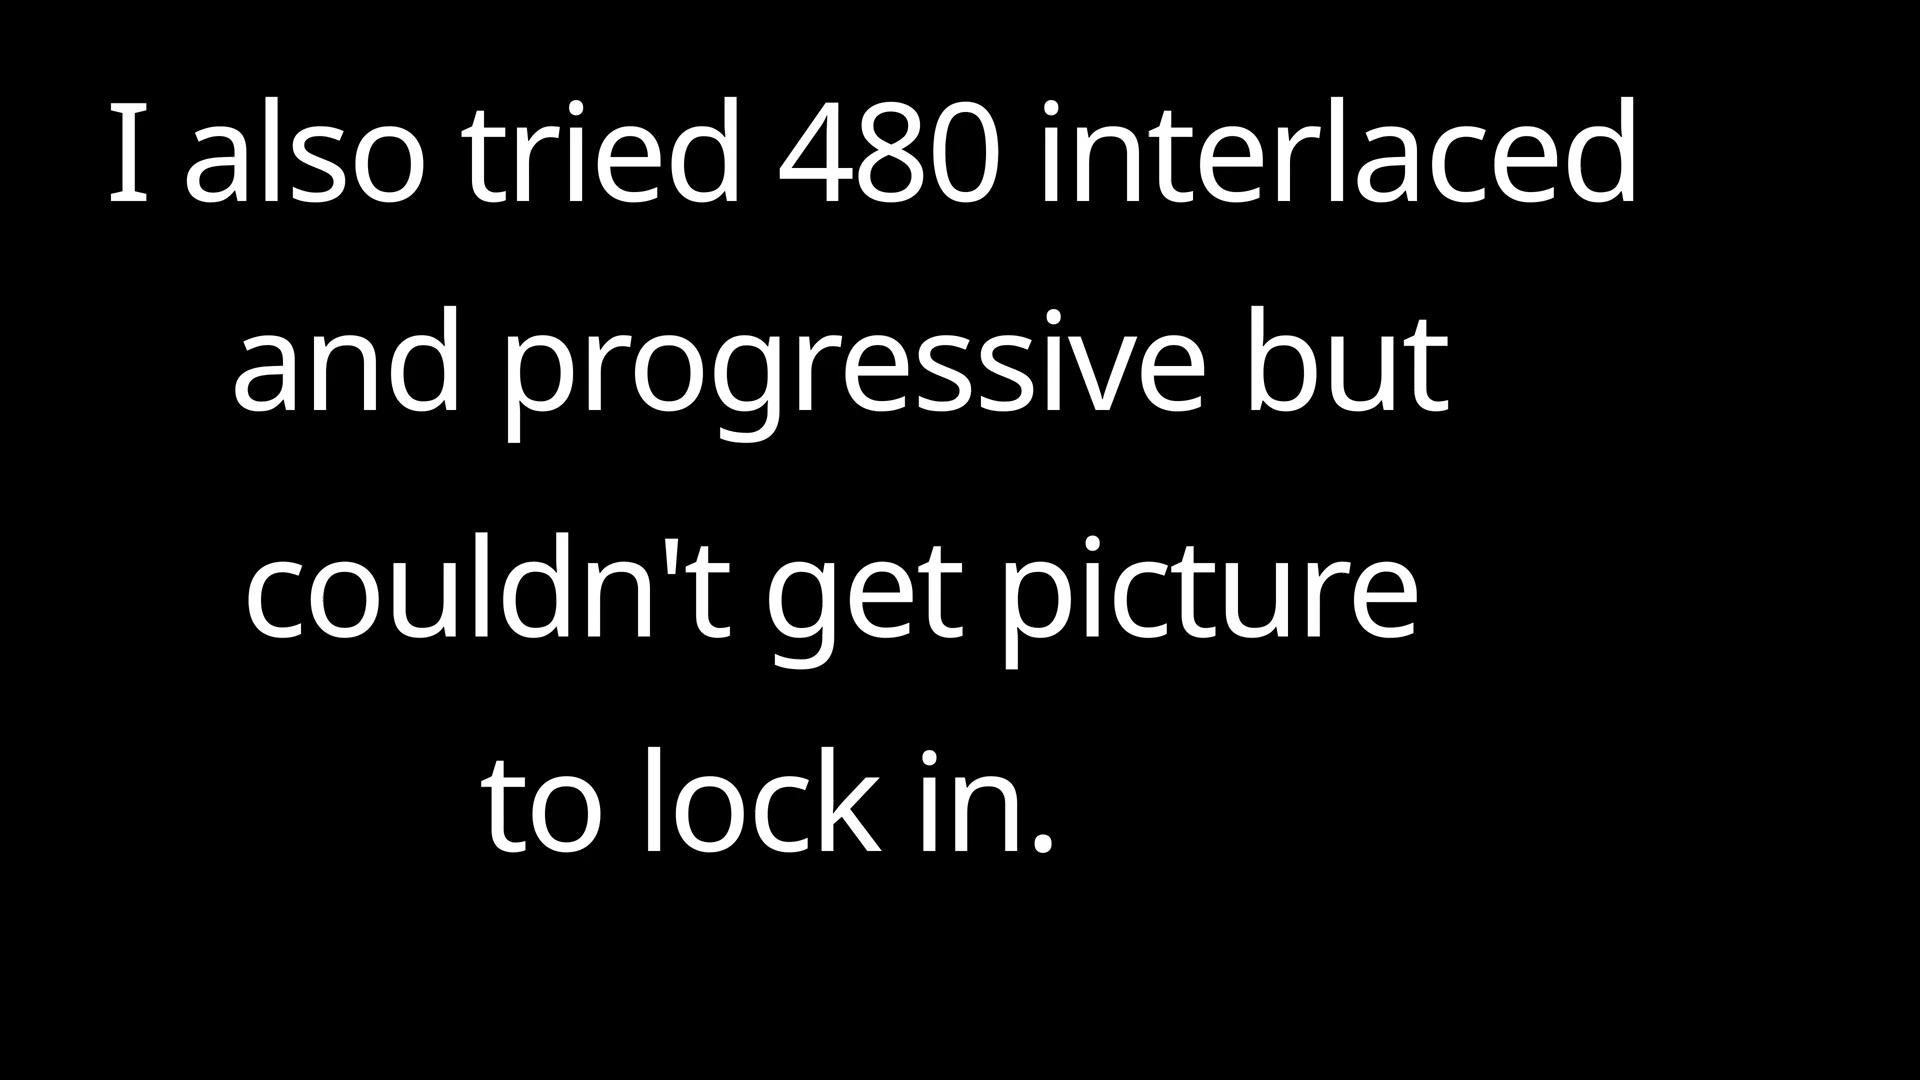 I also tried 480 interlaced
and progressive but
couldn't get picture
to lock in.